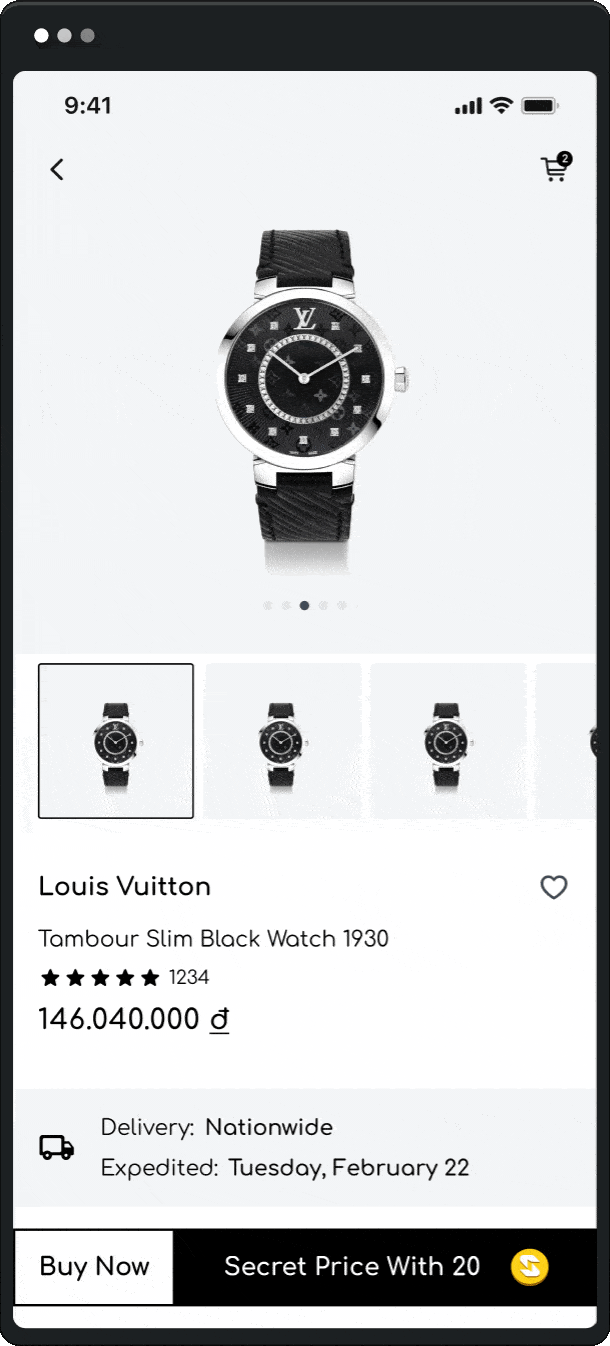 9:41
2
LV
Louis Vuitton
Tambour Slim Black Watch 1930
1234
146.040.000 đ
Delivery: Nationwide
Expedited: Tuesday, February 22
Buy Now
Secret Price With 20 S